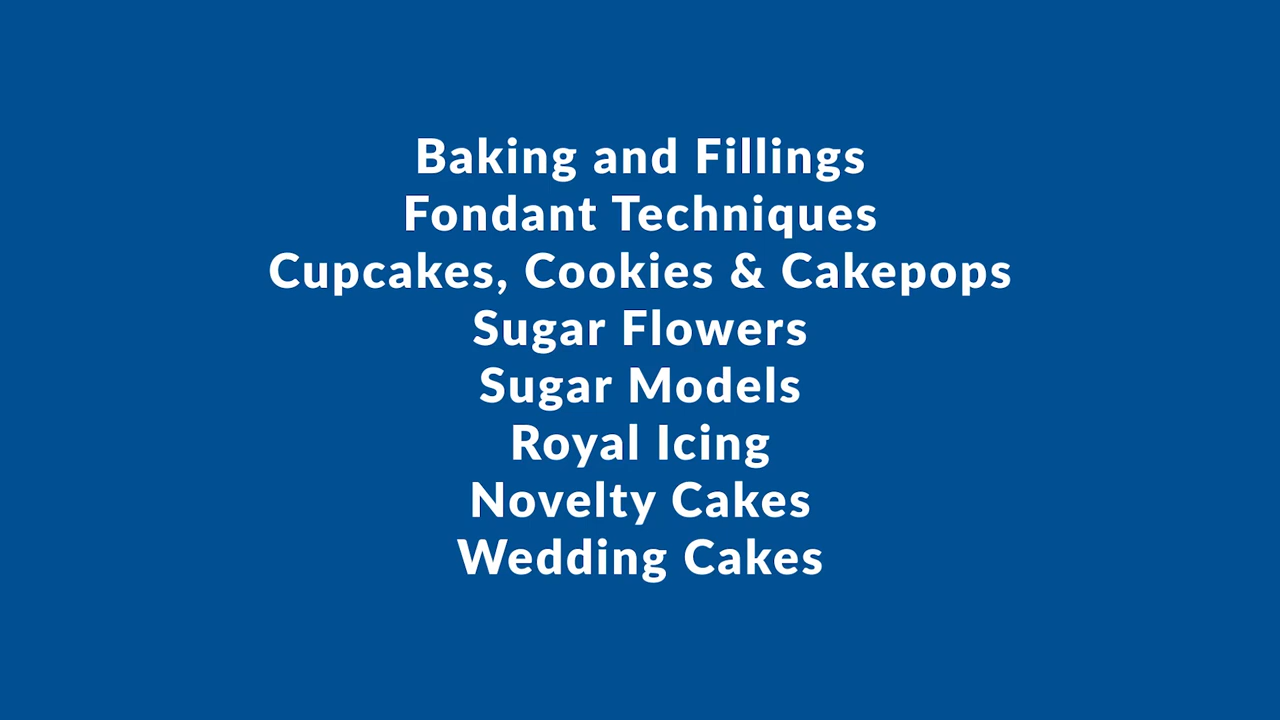 Baking and Fillings
Fondant Techniques
Cupcakes, Cookies & Cakepops
Sugar Flowers
Sugar Models
Royal Icing
Novelty Cakes
Wedding Cakes